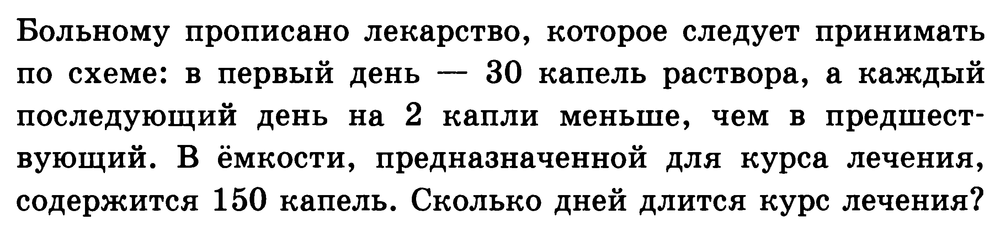 Больному прописано лекарство, которое следует принимать
по схеме: в первый день — 30 капель раствора, а каждый
последующий день на 2 капли меньше, чем в предшест-
вующий. В ёмкости, предназначенной для курса лечения,
содержится 150 капель. Сколько дней длится курс лечения?